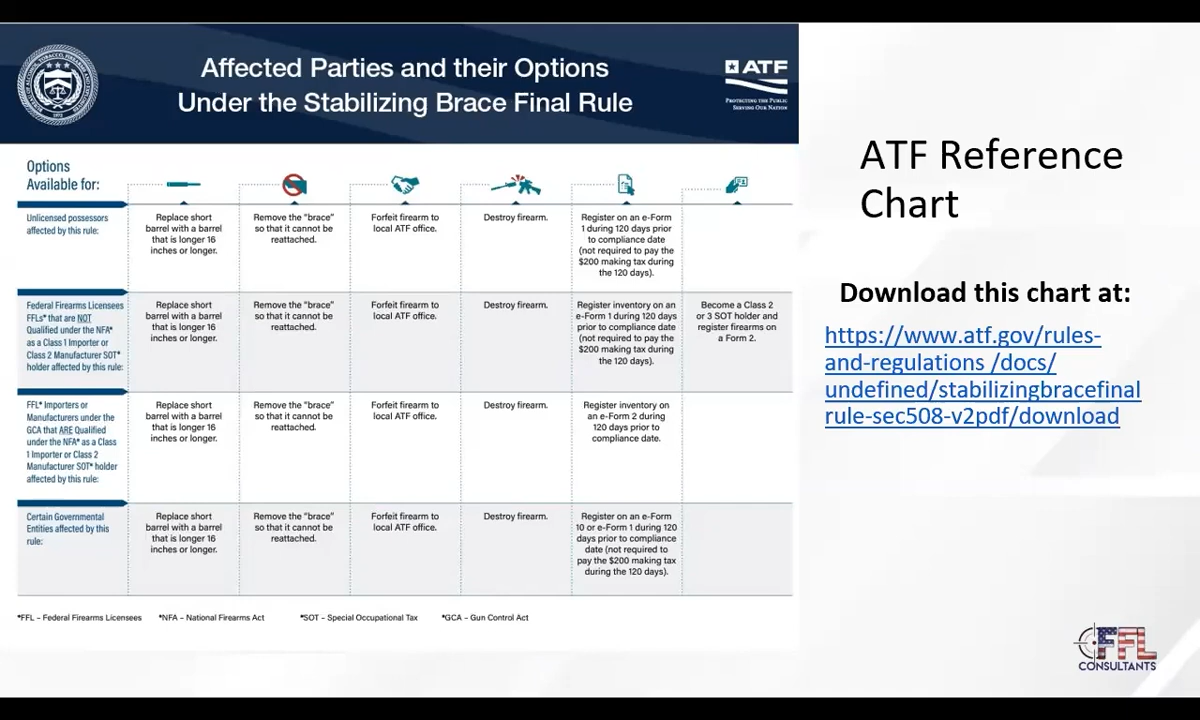 Affected Parties and their Options
Under the Stabilizing Brace Final Rule
ATF
PROTECTING THE PUBLIC
SERVING OUR NATION
Options
Available for:
Unlicensed possessors
affected by this rule:
Replace short
barrel with a barrel
that is longer 16
inches or longer.
Remove the “brace”
so that it cannot be
reattached.
Forfeit firearm to
local ATF office.
Destroy firearm.
Register on an e-Form
1 during 120 days prior
to compliance date
(not required to pay the
$200 making tax during
the 120 days).
Federal Firearms Licensees
FFLs* that are NOT
Qualified under the NFA*
as a Class 1 Importer or
Class 2 Manufacturer SOT*
holder affected by this rule:
Replace short
barrel with a barrel
that is longer 16
inches or longer.
Remove the “brace”
so that it cannot be
reattached.
Forfeit firearm to
local ATF office.
Destroy firearm.
Register inventory on an
e-Form 1 during 120 days
prior to compliance date
(not required to pay the
$200 making tax during
the 120 days).
Become a Class 2
or 3 SOT holder and
register firearms on
a Form 2.
FFL* Importers or
Manufacturers under the
GCA that ARE Qualified
under the NFA* as a Class
1 Importer or Class 2
Manufacturer SOT* holder
affected by this rule:
Replace short
barrel with a barrel
that is longer 16
inches or longer.
Remove the “brace”
so that it cannot be
reattached.
Forfeit firearm to
local ATF office.
Destroy firearm.
Register inventory on
an e-Form 2 during
120 days prior to
compliance date.
Certain Governmental
Entities affected by this
rule:
Replace short
barrel with a barrel
that is longer 16
inches or longer.
Remove the “brace”
so that it cannot be
reattached.
Forfeit firearm to
local ATF office.
Destroy firearm.
Register on an e-Form
10 or e-Form 1 during 120
days prior to compliance
date (not required to
pay the $200 making tax
during the 120 days).
*FFL – Federal Firearms Licensees *NFA – National Firearms Act *SOT – Special Occupational Tax *GCA – Gun Control Act
ATF Reference
Chart
Download this chart at:
https://www.atf.gov/rules-
and-regulations /docs/
undefined/stabilizingbracefinal
rule-sec508-v2pdf/download
FFL
CONSULTANTS